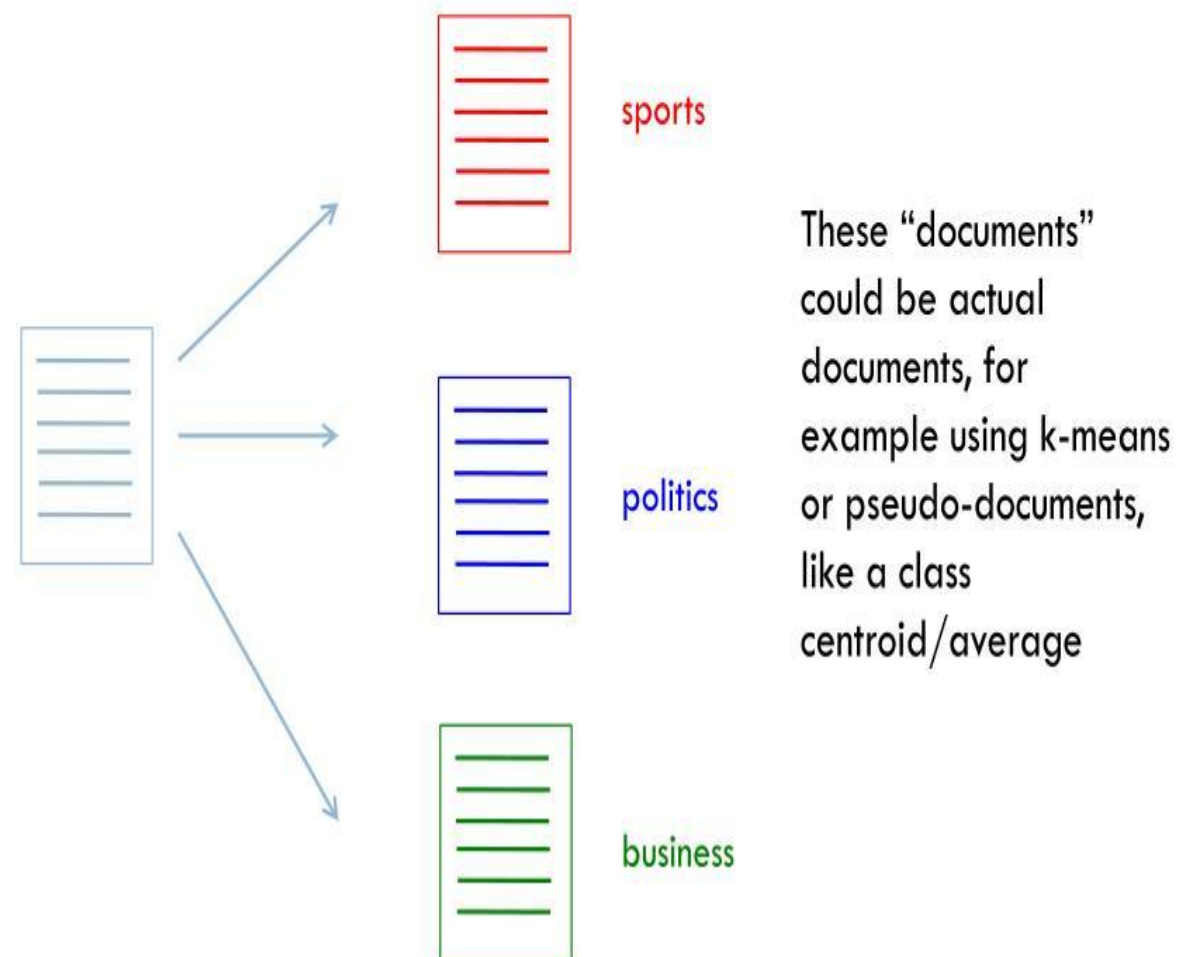 sports
These “documents”
could be actual
documents, for
example using k-means
or pseudo-documents,
like a class
centroid/average
politics
business